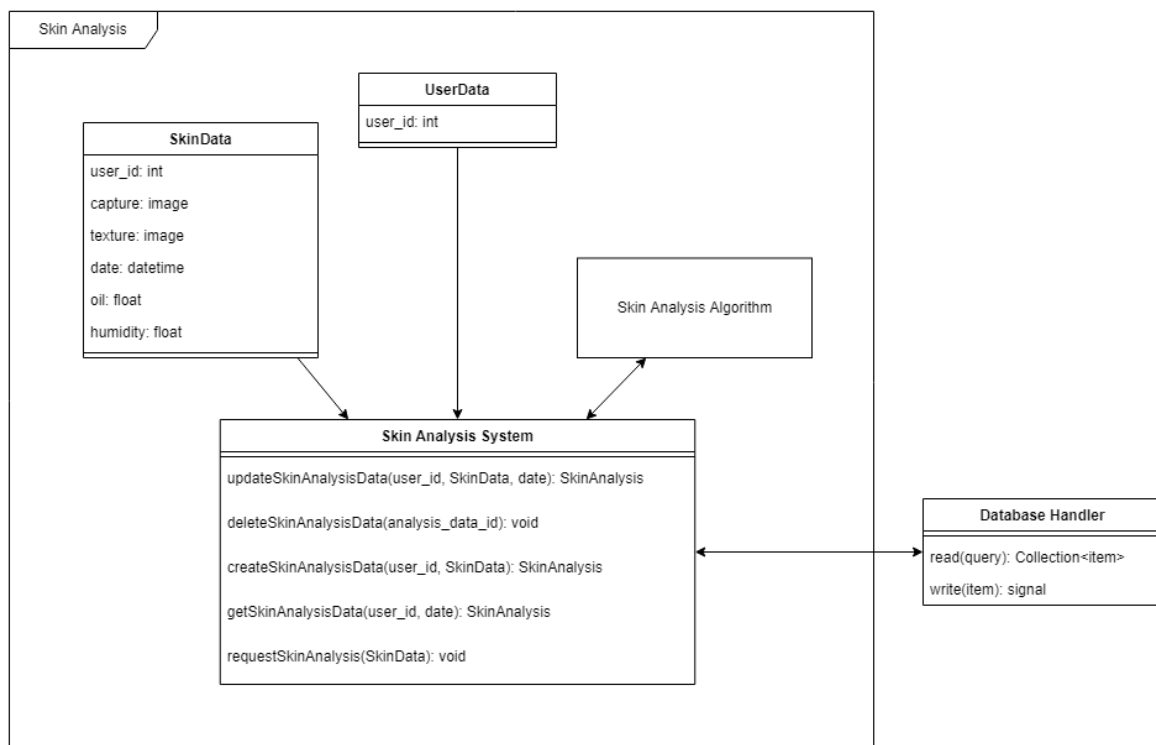 Skin Analysis
UserData
user_id: int
SkinData
user_id: int
capture: image
texture: image
date: datetime
oil: float
humidity: float
Skin Analysis Algorithm
Skin Analysis System
updateSkinAnalysisData(user_id, SkinData, date): SkinAnalysis
deleteSkinAnalysisData(analysis_data_id): void
createSkinAnalysisData(user_id, SkinData): SkinAnalysis
getSkinAnalysisData(user_id, date): SkinAnalysis
requestSkinAnalysis(SkinData): void
Database Handler
read(query): Collection<item>
write(item): signal